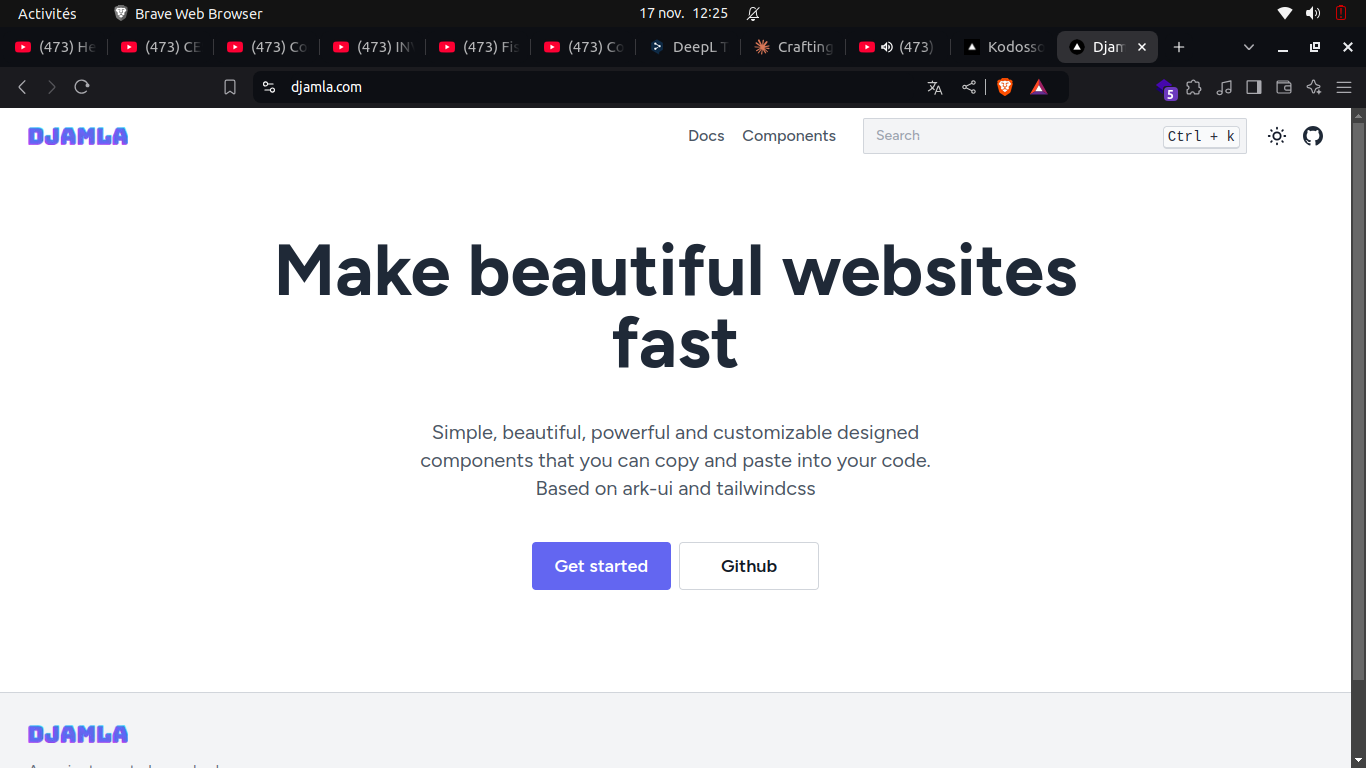 Activités Brave Web Browser 17 nov. 12:25
(473) He (473) CE (473) Co (473) IN (473) Fis (473) Co DeepL T Crafting (473) Kodosso Djam
djamla.com 5
DJAMLA Docs Components Search Ctrl + k
Make beautiful websites
fast
Simple, beautiful, powerful and customizable designed
components that you can copy and paste into your code.
Based on ark-ui and tailwindcss
Get started Github
DJAMLA